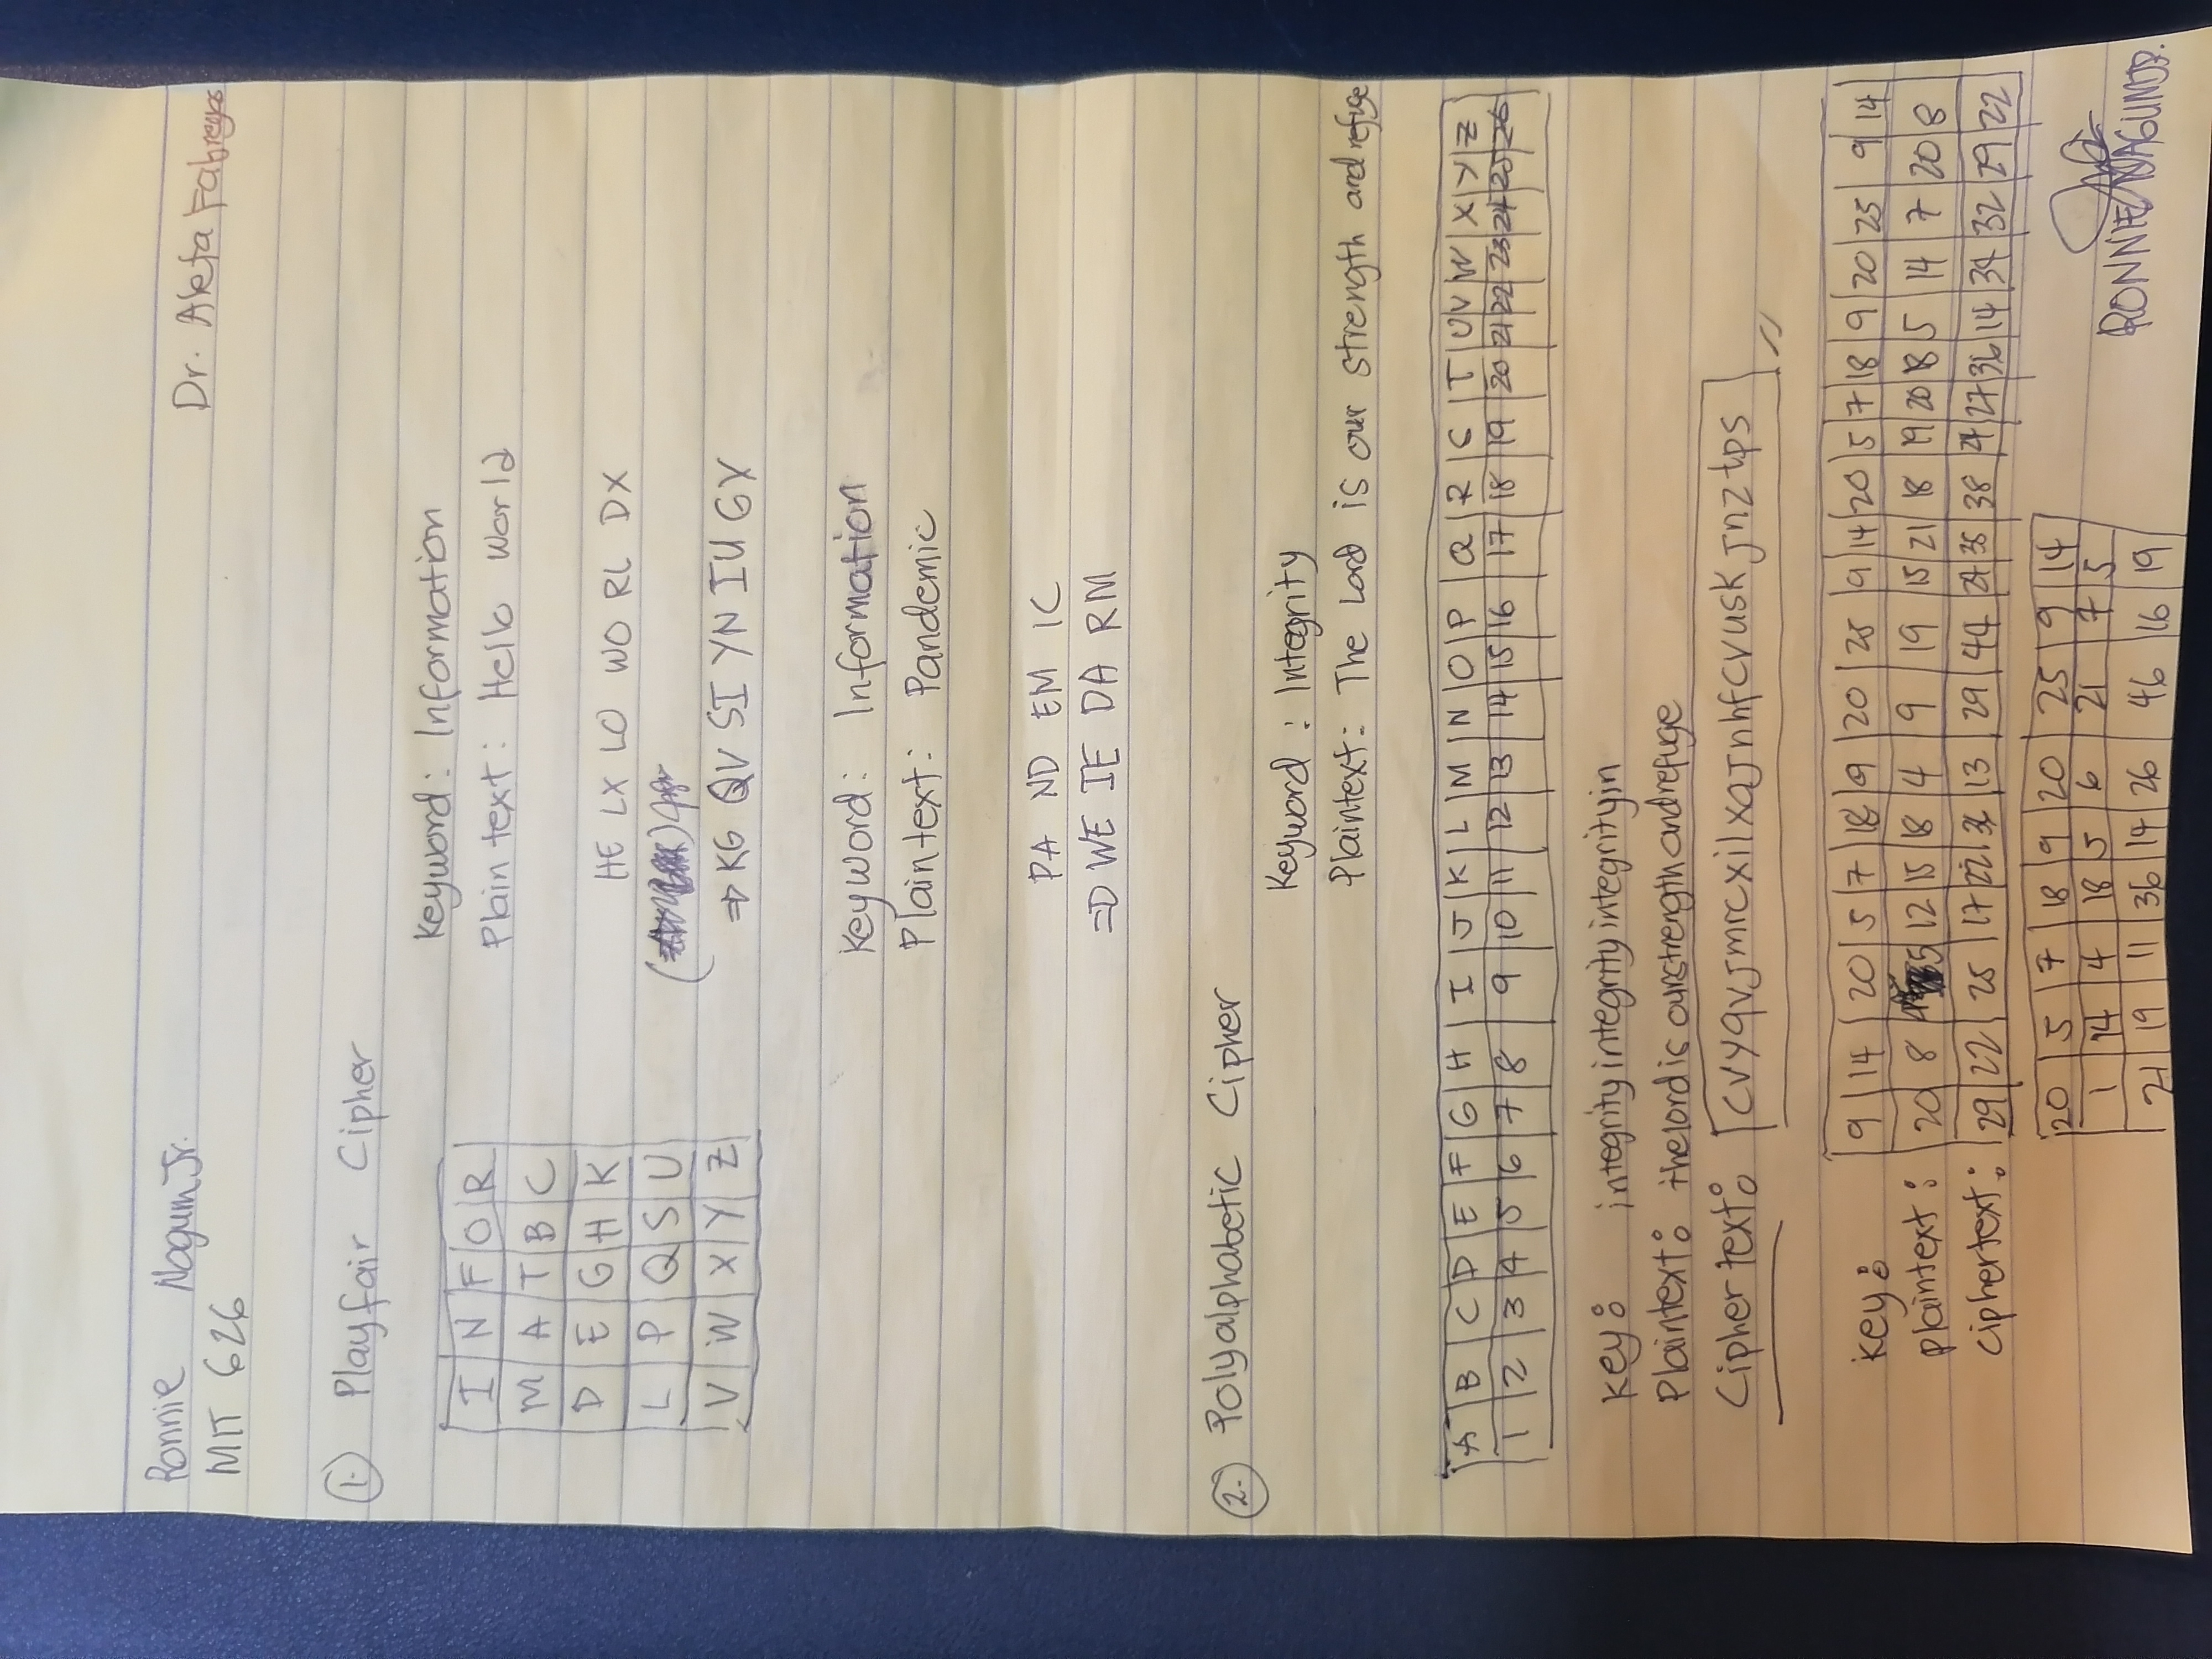 Ronnie Nagum Jr. Dr. Aleta Fabregas
MIT 626
1. Playfair Cipher
Keyword: Information
Plain text: Hello World
I N F O R
M A T B C
D E G H K
L P Q S U
V W X Y Z
HE LX LO WO RL DX
⇒ KG QV SI YN IU GV
Keyword: Information
Plaintext: Pandemic
PA ND EM IC
⇒ WE IE DA RM
2. Polyalphabetic Cipher
Keyword: Integrity
Plaintext: The Lord is our strength and refuge
A B C D E F G H I J K L M N O P Q R S T U V W X Y Z
1 2 3 4 5 6 7 8 9 10 11 12 13 14 15 16 17 18 19 20 21 22 23 24 25 26
Key: integrityintegrityintegrityin
Plaintext: thelordisourstrengthandrefuge
Cipher text: cvyqvjmrcxilxajnhfcvuskjnztps
Key: 9 14 20 5 7 18 9 20 25 9 14 20 5 7 18 9 20 25 9 14
Plaintext: 20 8 5 12 15 18 4 9 19 15 21 18 19 20 18 5 14 7 20 8
Ciphertext: 29 22 25 17 22 36 13 29 44 24 35 38 24 27 36 14 34 32 29 22
20 5 7 18 9 20 25 9 14
1 14 4 18 5 6 21 7 5
21 19 11 36 14 26 46 16 19
RONNIE NAGUM JR.